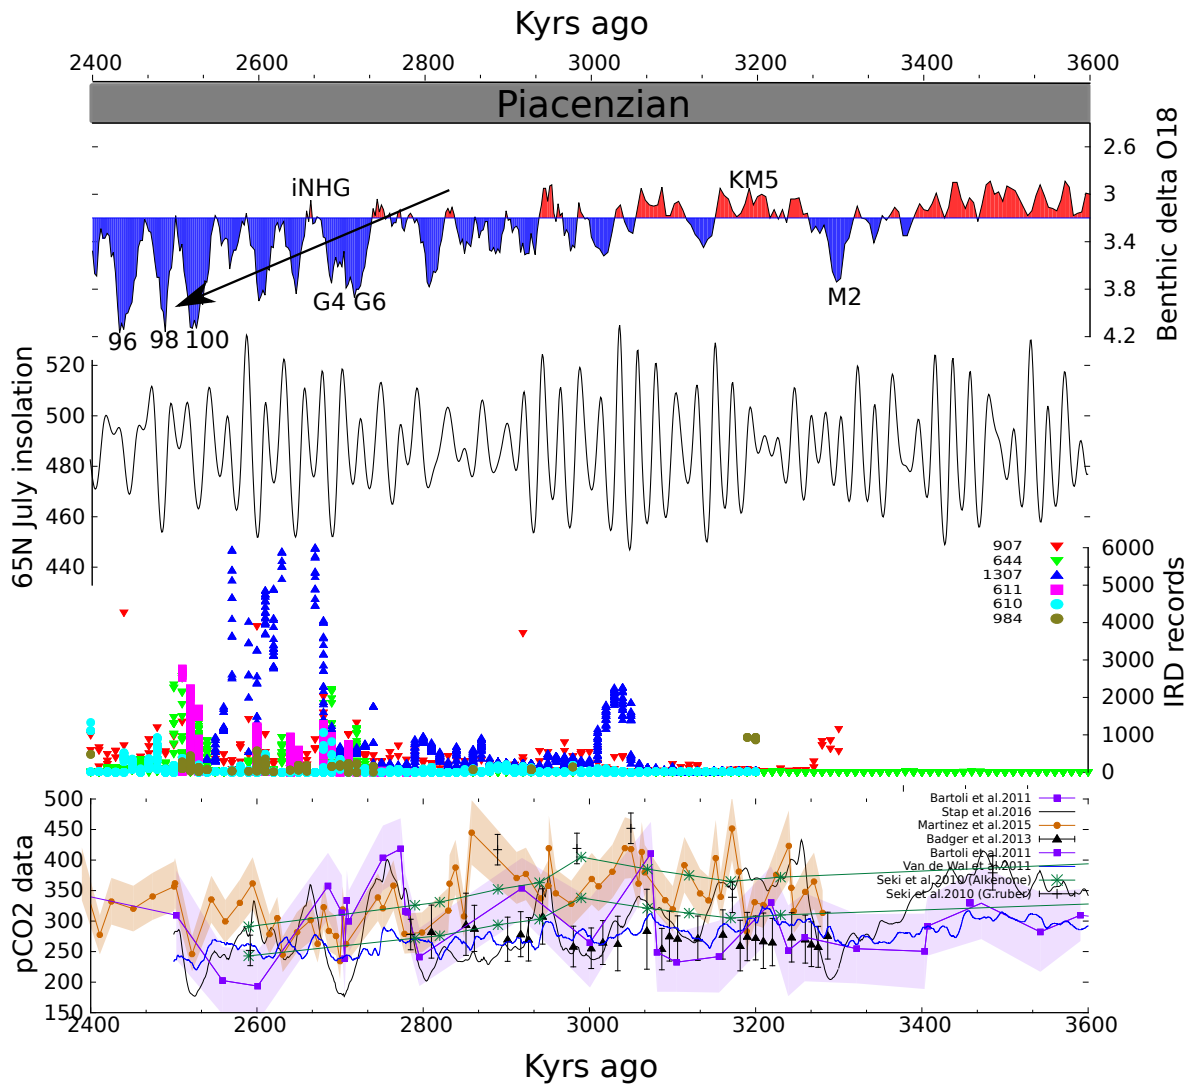 Kyrs ago
2400 2600 2800 3000 3200 3400 3600
Piacenzian
2.6
3
3.4
3.8
4.2
Benthic delta O18
iNHG
KM5
G4 G6
M2
96 98 100
65N July insolation
520
500
480
460
440
907
644
1307
611
610
984
6000
5000
4000
3000
2000
1000
0
IRD records
pCO2 data
500
450
400
350
300
250
200
150
Bartoli et al.2011
Stap et al.2016
Martinez et al.2015
Badger et al.2013
Bartoli et al.2011
Van de Wal et al.2011
Seki et al.2010 (Alkenone)
Seki et al.2010 (G.ruber)
2400 2600 2800 3000 3200 3400 3600
Kyrs ago